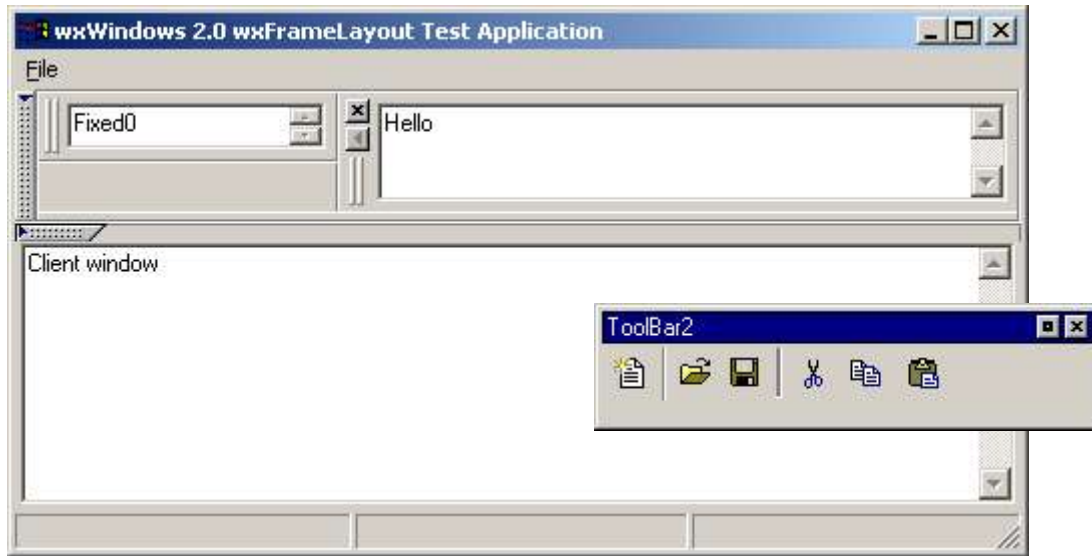 wxWindows 2.0 wxFrameLayout Test Application
File
Fixed0
Hello
Client window
ToolBar2